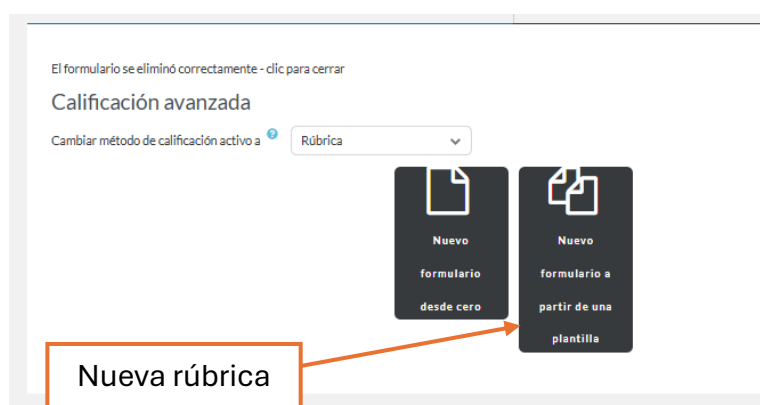 El formulario se eliminó correctamente - clic para cerrar
Calificación avanzada
Cambiar método de calificación activo a ? Rúbrica
Nuevo
formulario
desde cero
Nuevo
formulario a
partir de una
plantilla
Nueva rúbrica